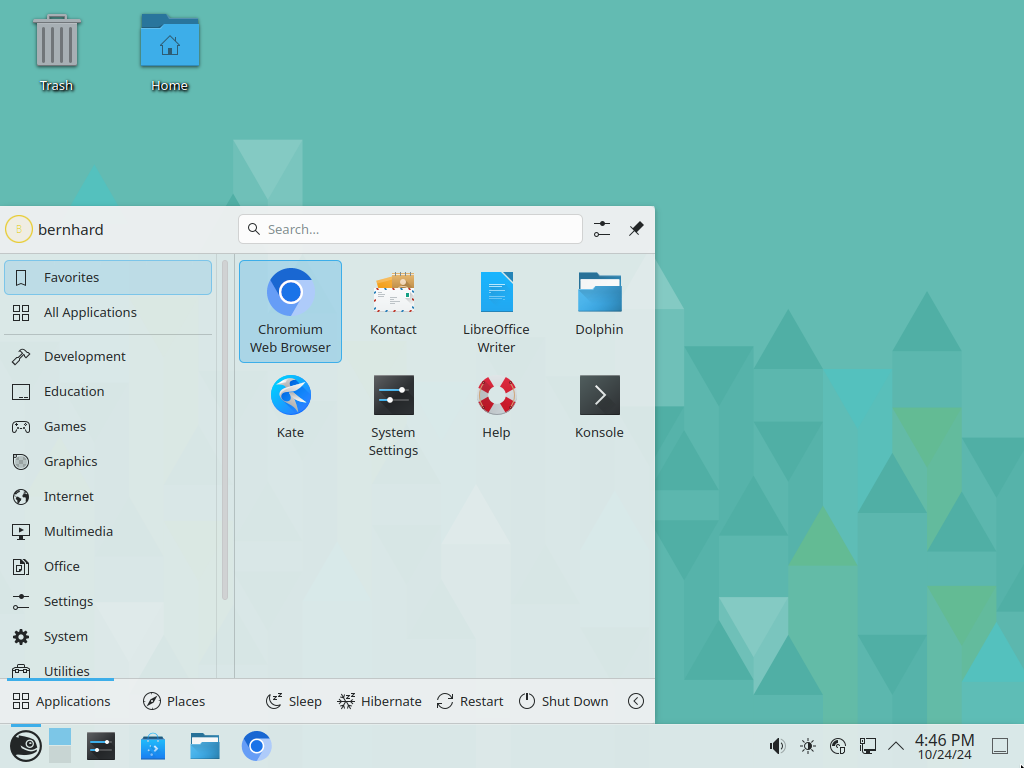 Trash
Home
B
bernhard
Search...
Favorites
All Applications
Development
Education
Games
Graphics
Internet
Multimedia
Office
Settings
System
Utilities
Chromium
Web Browser
Kontact
LibreOffice
Writer
Dolphin
Kate
System
Settings
Help
Konsole
Applications
Places
Sleep
Hibernate
Restart
Shut Down
4:46 PM
10/24/24